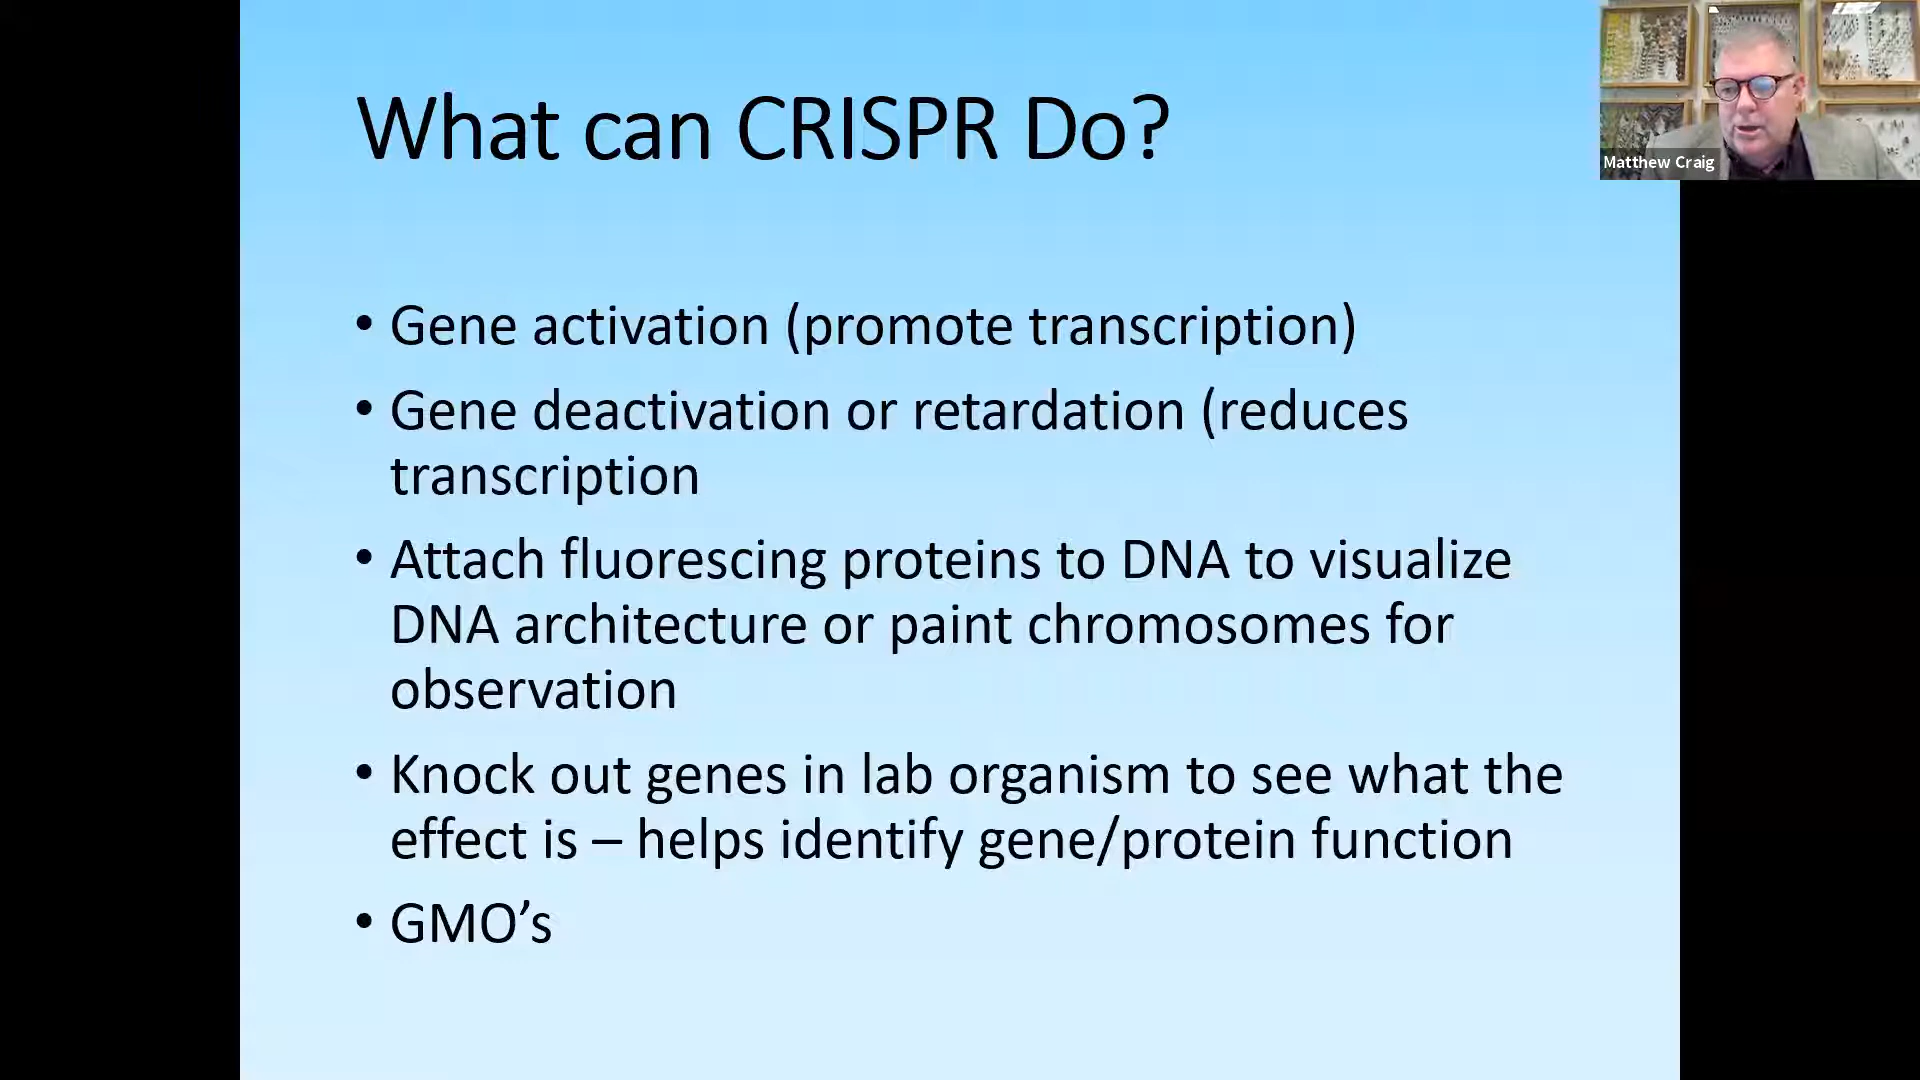 What can CRISPR Do?
Matthew Craig
• Gene activation (promote transcription)
• Gene deactivation or retardation (reduces
transcription
• Attach fluorescing proteins to DNA to visualize
DNA architecture or paint chromosomes for
observation
• Knock out genes in lab organism to see what the
effect is – helps identify gene/protein function
• GMO’s